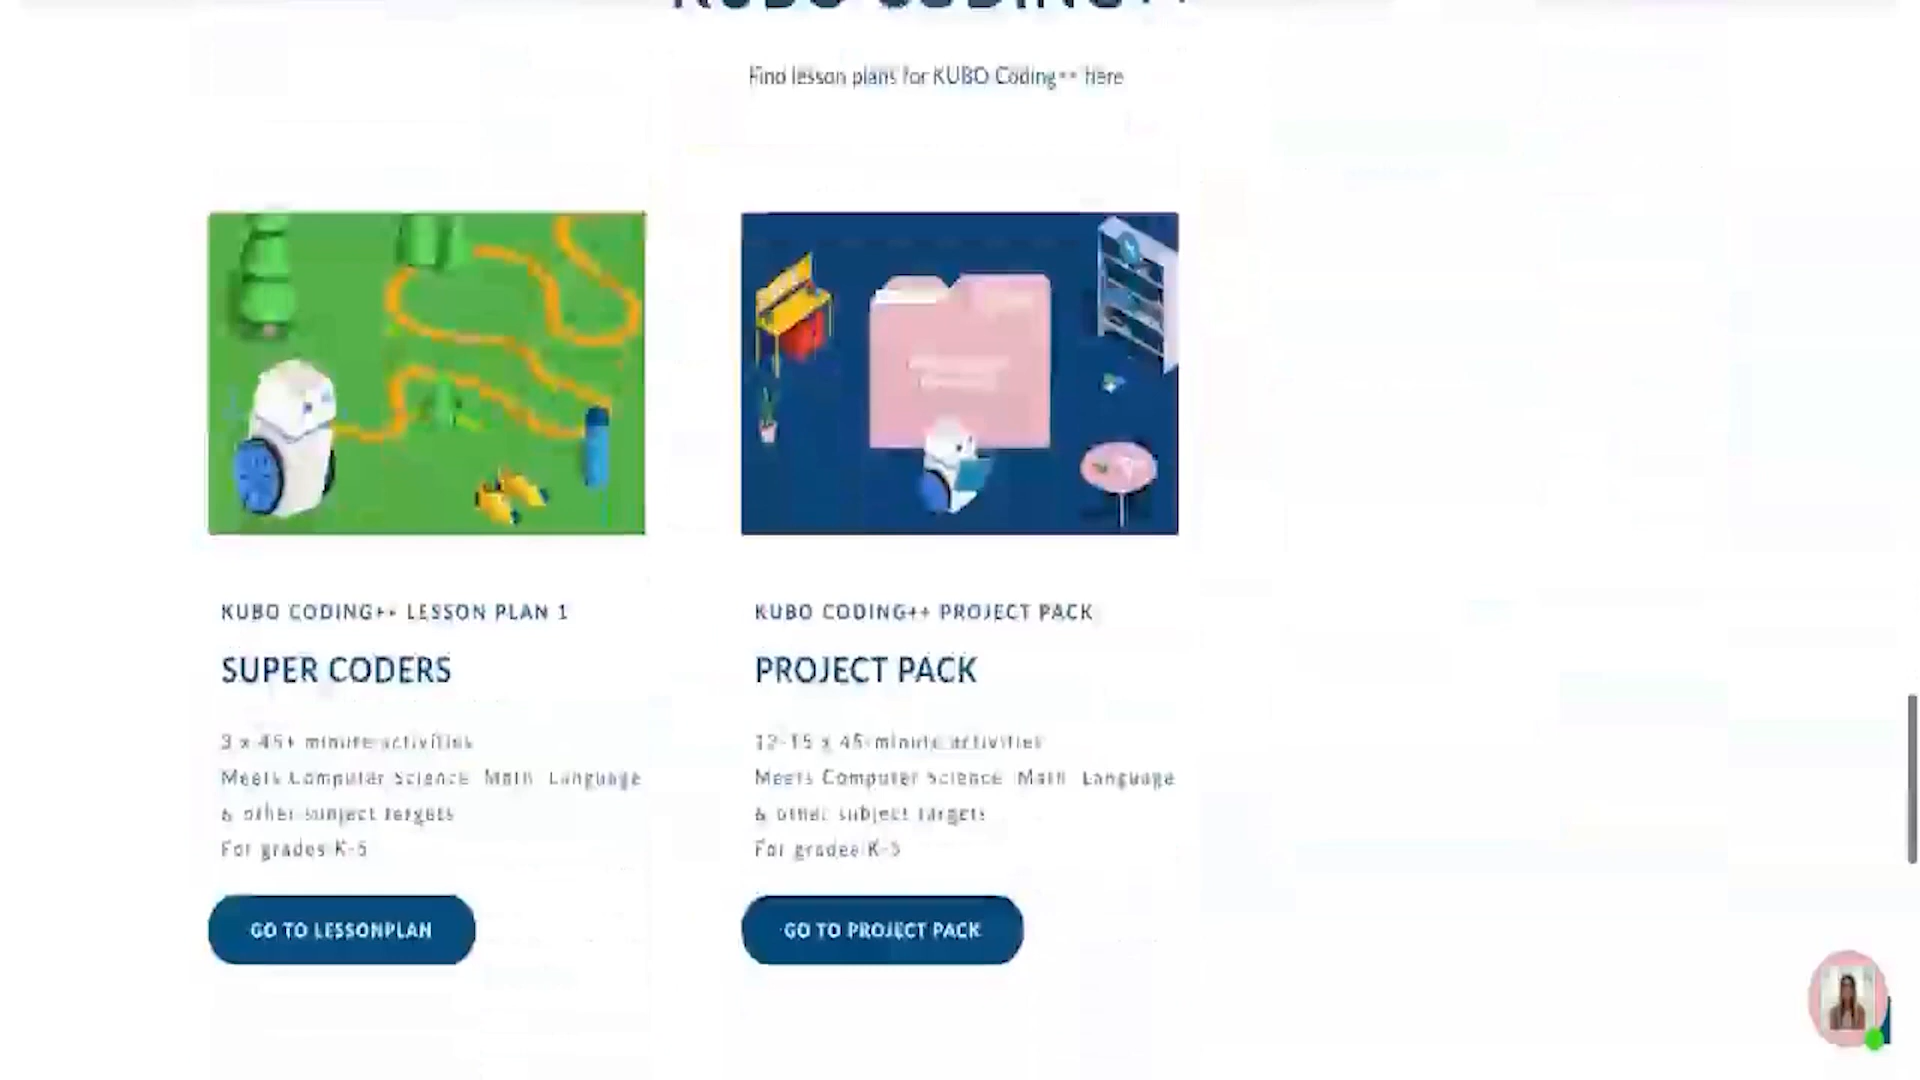 KUBO CODING++
Find lesson plans for KUBO Coding++ here
KUBO CODING++ LESSON PLAN 1
SUPER CODERS
3 x 45+ minute activities
Meets Computer Science Math Language
& other subject targets
For grades K-5
GO TO LESSONPLAN
KUBO CODING++ PROJECT PACK
PROJECT PACK
12-15 x 45-minute activities
Meets Computer Science Math Language
& other subject targets
For grades K-5
GO TO PROJECT PACK